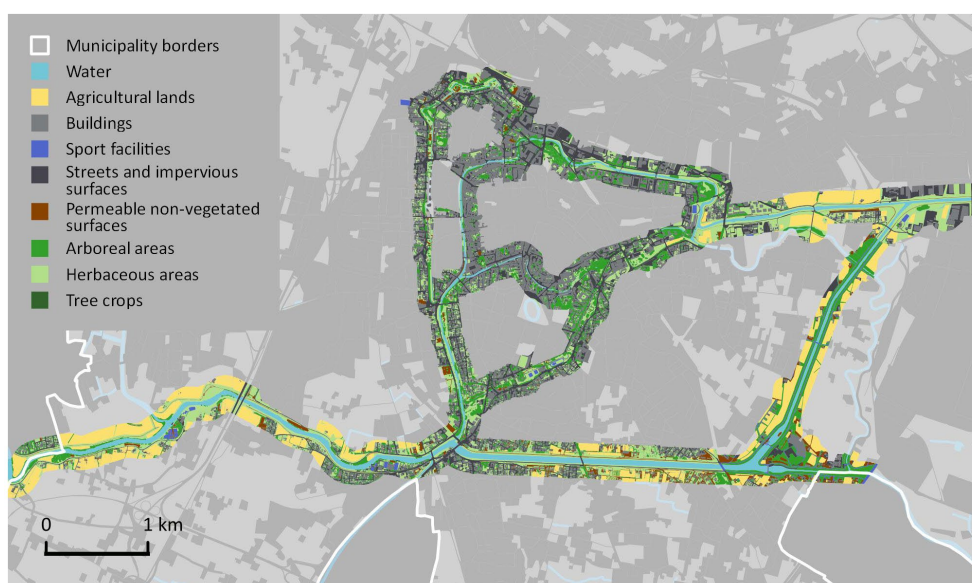 Municipality borders
Water
Agricultural lands
Buildings
Sport facilities
Streets and impervious
surfaces
Permeable non-vegetated
surfaces
Arboreal areas
Herbaceous areas
Tree crops
0 1 km